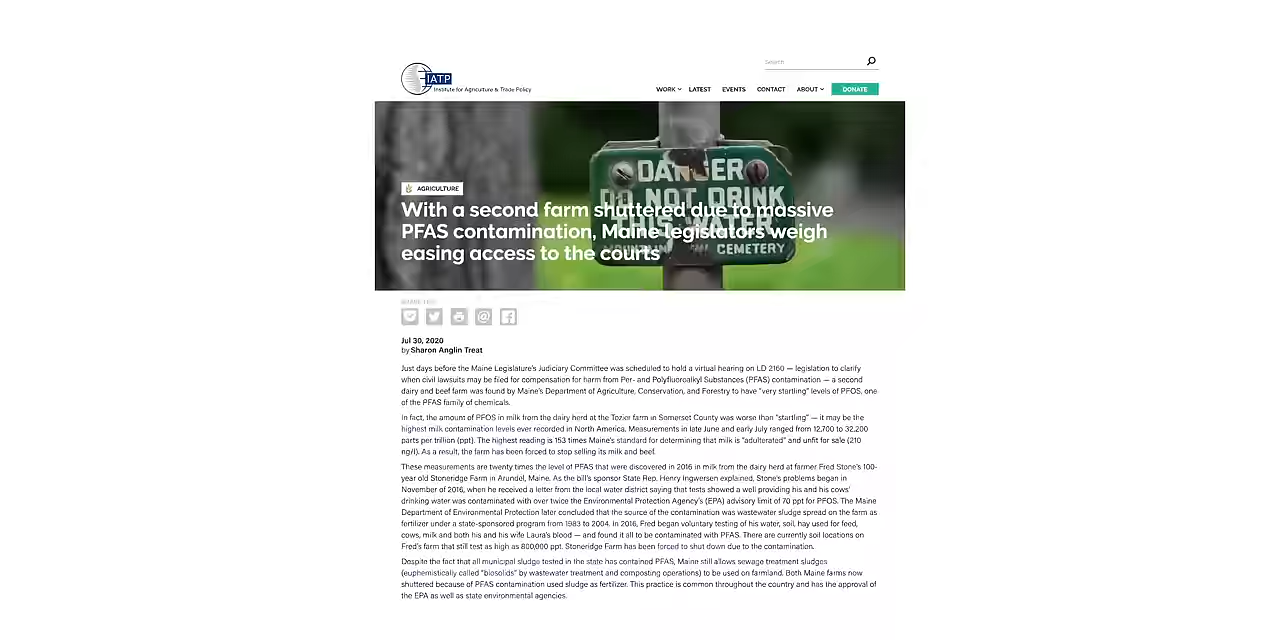 Search
IATP
Institute for Agriculture & Trade Policy
WORK
LATEST
EVENTS
CONTACT
ABOUT
DONATE
DANGER
DO NOT DRINK
THIS WATER
MOUNTAIN CEMETERY
AGRICULTURE
With a second farm shuttered due to massive
PFAS contamination, Maine legislators weigh
easing access to the courts
SHARE THIS
Jul 30, 2020
by Sharon Anglin Treat
Just days before the Maine Legislature's Judiciary Committee was scheduled to hold a virtual hearing on LD 2160 — legislation to clarify
when civil lawsuits may be filed for compensation for harm from Per- and Polyfluoroalkyl Substances (PFAS) contamination — a second
dairy and beef farm was found by Maine's Department of Agriculture, Conservation, and Forestry to have "very startling" levels of PFOS, one
of the PFAS family of chemicals.
In fact, the amount of PFOS in milk from the dairy herd at the Tozier farm in Somerset County was worse than "startling" — it may be the
highest milk contamination levels ever recorded in North America. Measurements in late June and early July ranged from 12,700 to 32,200
parts per trillion (ppt). The highest reading is 153 times Maine's standard for determining that milk is "adulterated" and unfit for sale (210
ng/l). As a result, the farm has been forced to stop selling its milk and beef.
These measurements are twenty times the level of PFAS that were discovered in 2016 in milk from the dairy herd at farmer Fred Stone's 100-
year old Stoneridge Farm in Arundel, Maine. As the bill's sponsor State Rep. Henry Ingwersen explained, Stone's problems began in
November of 2016, when he received a letter from the local water district saying that tests showed a well providing his and his cows'
drinking water was contaminated with over twice the Environmental Protection Agency's (EPA) advisory limit of 70 ppt for PFOS. The Maine
Department of Environmental Protection later concluded that the source of the contamination was wastewater sludge spread on the farm as
fertilizer under a state-sponsored program from 1983 to 2004. In 2016, Fred began voluntary testing of his water, soil, hay used for feed,
cows, milk and both his and his wife Laura's blood — and found it all to be contaminated with PFAS. There are currently soil locations on
Fred's farm that still test as high as 800,000 ppt. Stoneridge Farm has been forced to shut down due to the contamination.
Despite the fact that all municipal sludge tested in the state has contained PFAS, Maine still allows sewage treatment sludges
(euphemistically called "biosolids" by wastewater treatment and composting operations) to be used on farmland. Both Maine farms now
shuttered because of PFAS contamination used sludge as fertilizer. This practice is common throughout the country and has the approval of
the EPA as well as state environmental agencies.